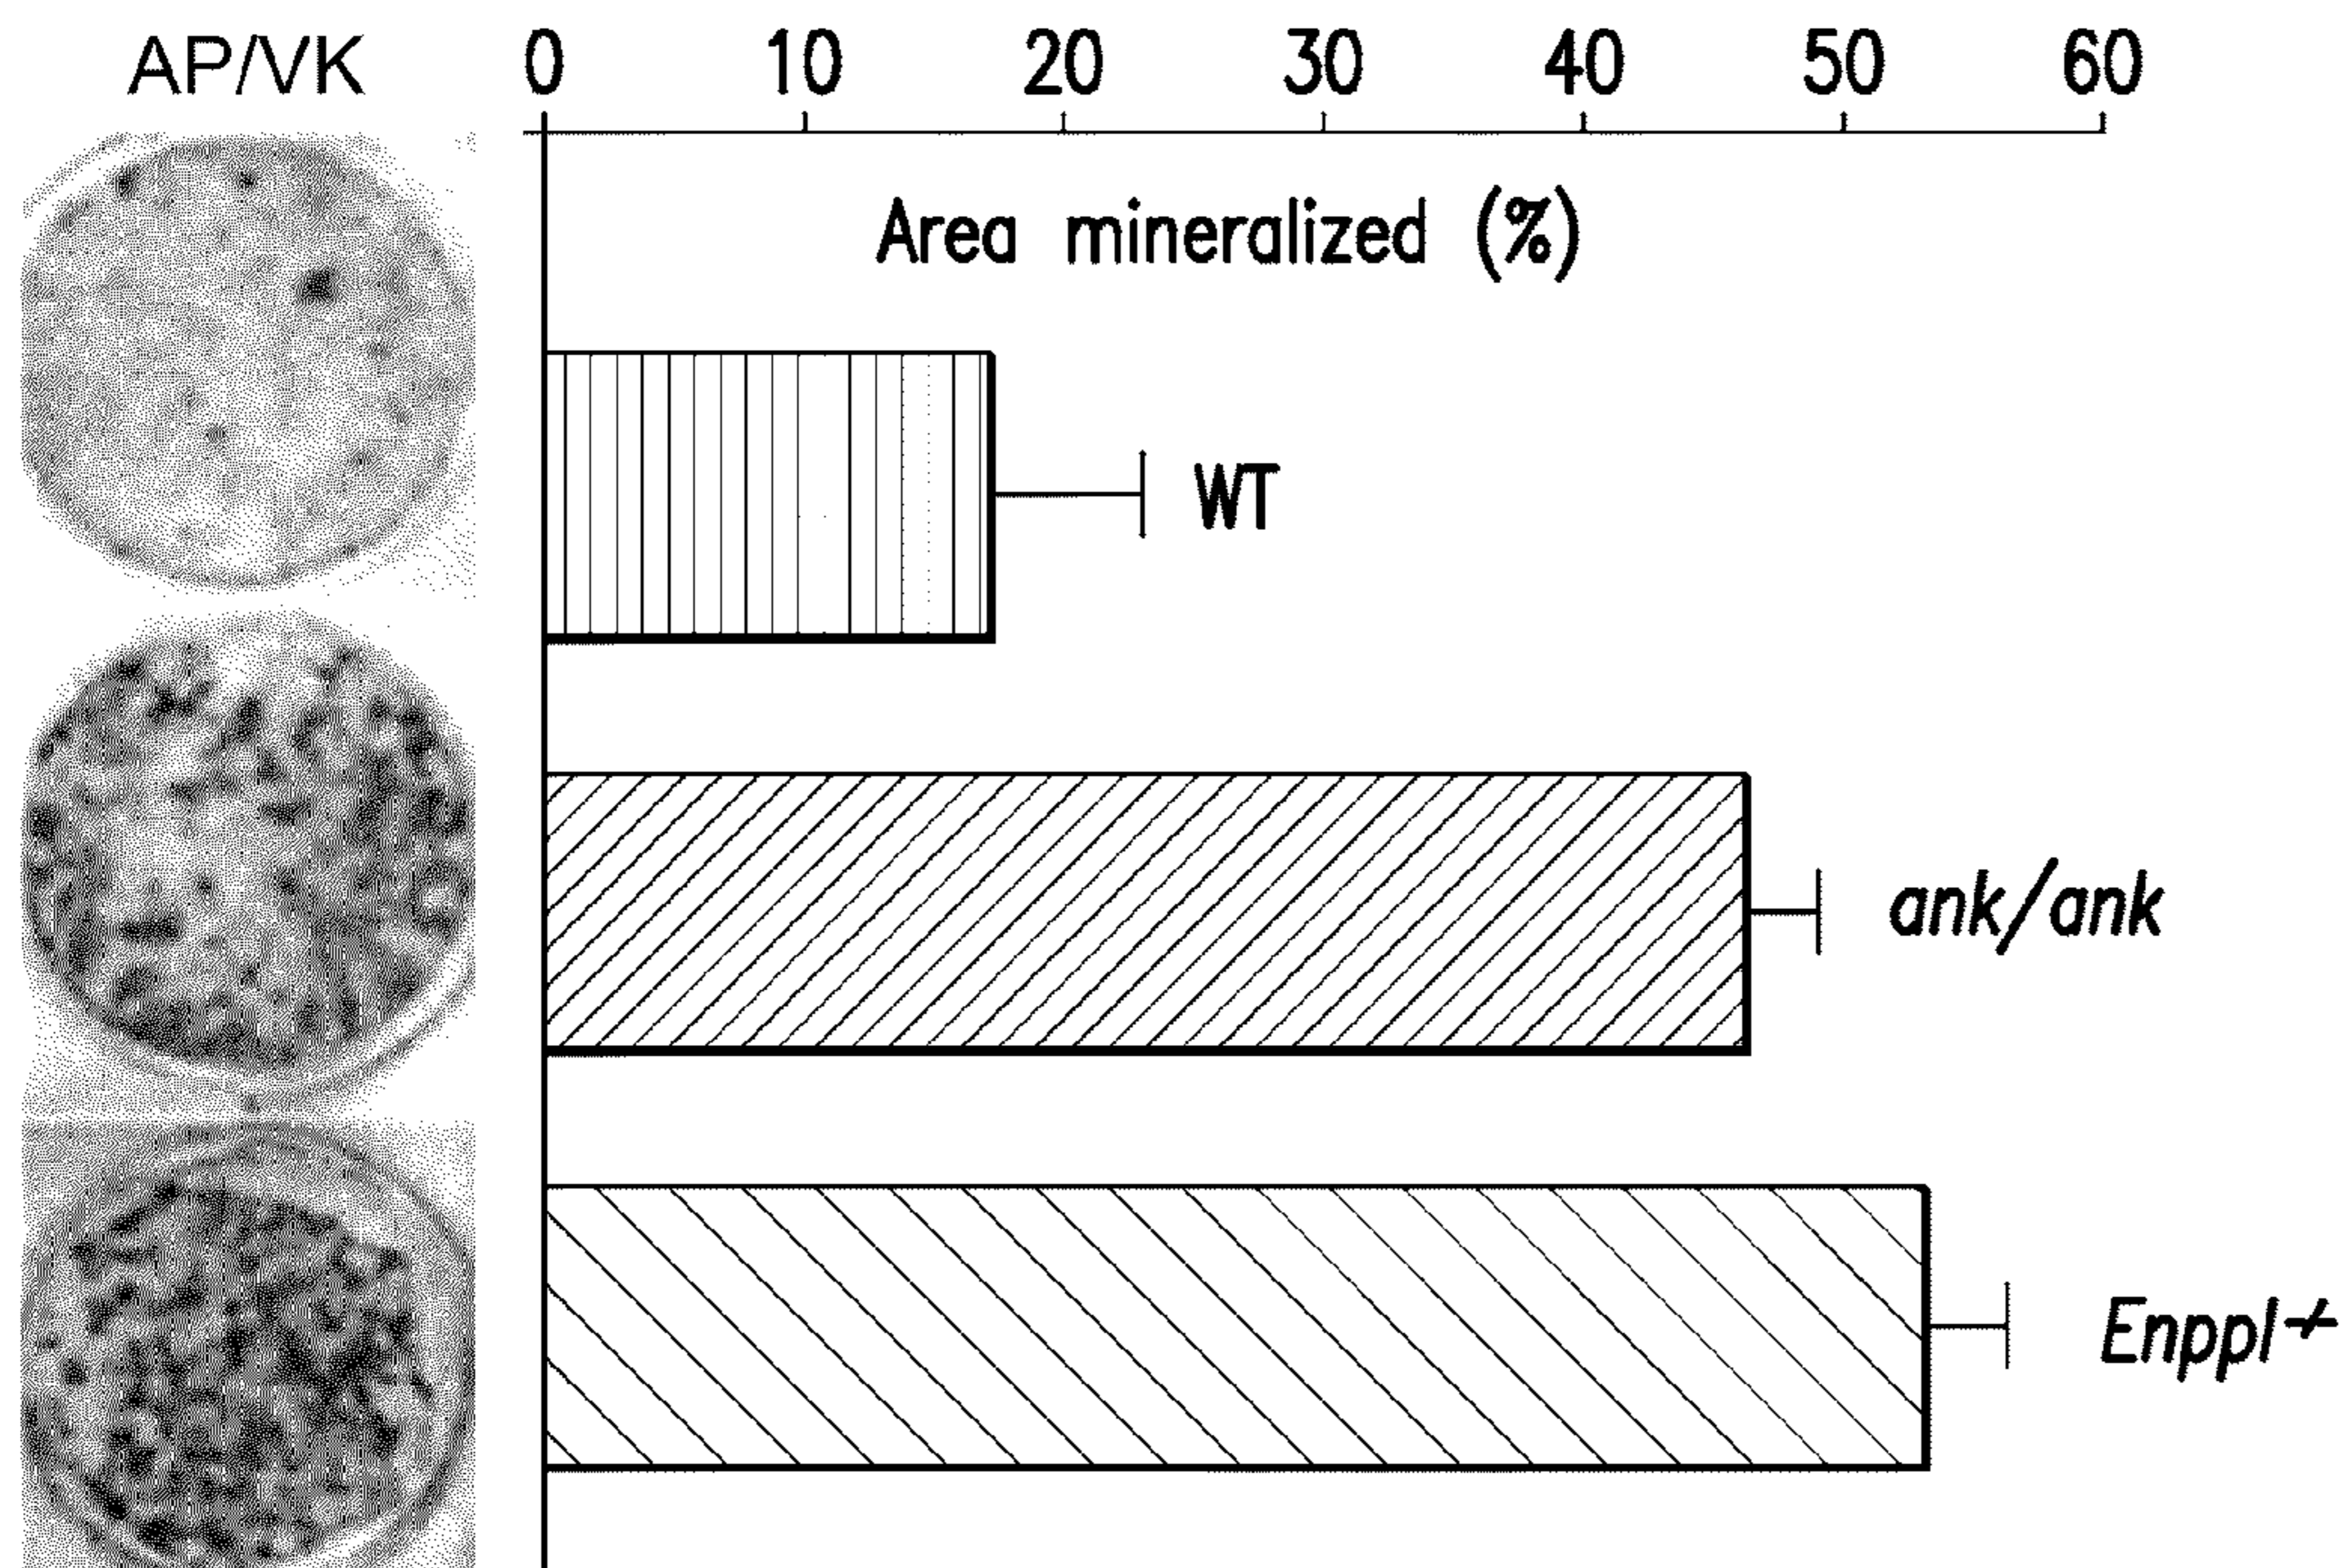 AP/VK 0 10 20 30 40 50 60
Area mineralized (%)
WT
ank/ank
Enpp1-/-